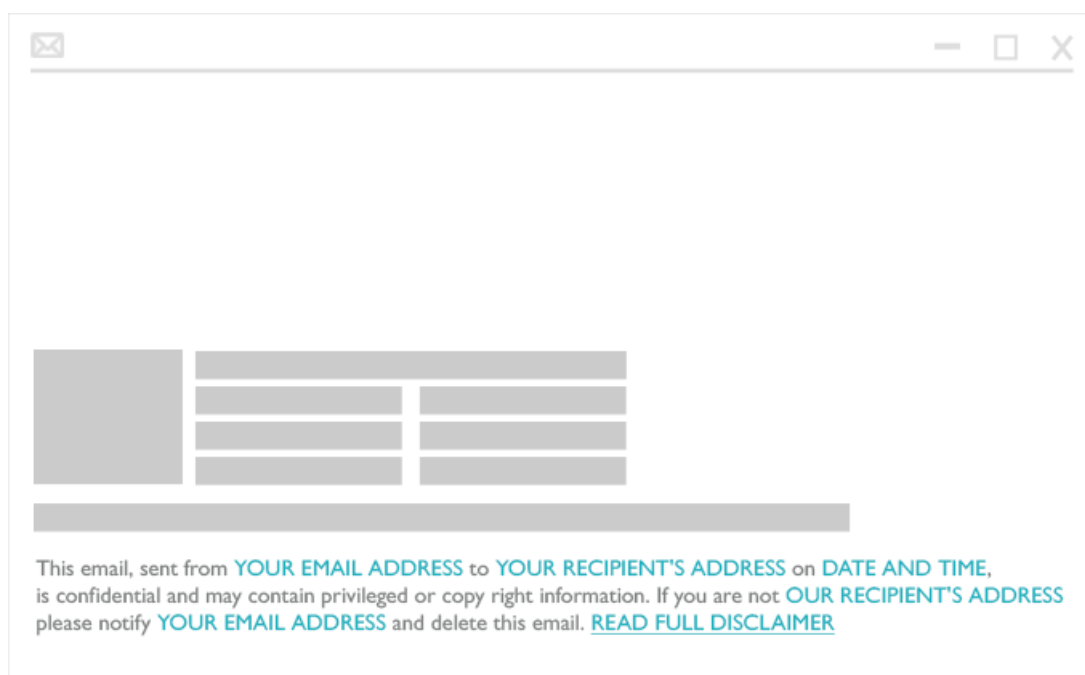 This email, sent from YOUR EMAIL ADDRESS to YOUR RECIPIENT'S ADDRESS on DATE AND TIME,
is confidential and may contain privileged or copy right information. If you are not OUR RECIPIENT'S ADDRESS
please notify YOUR EMAIL ADDRESS and delete this email. READ FULL DISCLAIMER